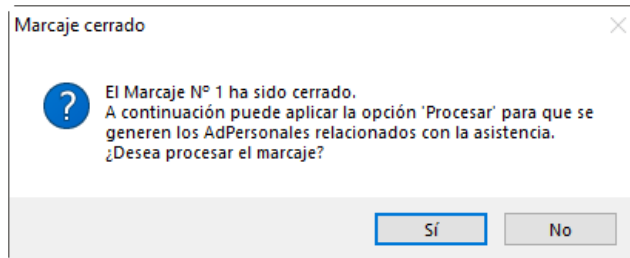 Marcaje cerrado
El Marcaje Nº 1 ha sido cerrado.
A continuación puede aplicar la opción 'Procesar' para que se
generen los AdPersonales relacionados con la asistencia.
¿Desea procesar el marcaje?
Sí
No